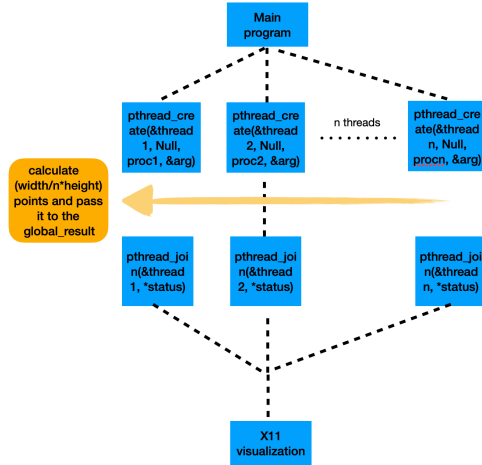 Main
program
pthread_cre
ate(&thread
1, Null,
proc1, &arg)
pthread_cre
ate(&thread
2, Null,
proc2, &arg)
n threads
pthread_cre
ate(&thread
n, Null,
procn, &arg)
calculate
(width/n*height)
points and pass
it to the
global_result
pthread_joi
n(&thread
1, *status)
pthread_joi
n(&thread
2, *status)
pthread_joi
n(&thread
n, *status)
X11
visualization